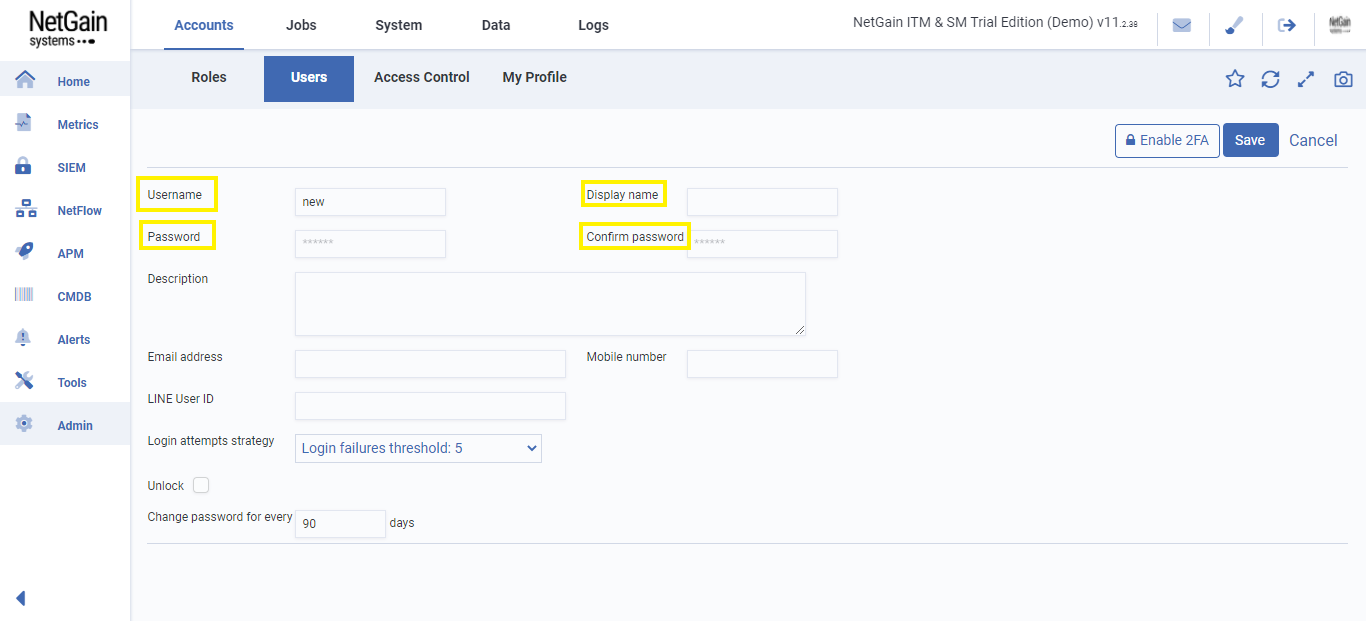 NetGain
systems
Accounts Jobs System Data Logs
NetGain ITM & SM Trial Edition (Demo) v11.2.38
NetGain
systems
Roles Users Access Control My Profile
Home
Metrics
SIEM
NetFlow
APM
CMDB
Alerts
Tools
Admin
Enable 2FA Save Cancel
Username new Display name
Password ****** Confirm password ******
Description
Email address Mobile number
LINE User ID
Login attempts strategy Login failures threshold: 5
Unlock
Change password for every 90 days